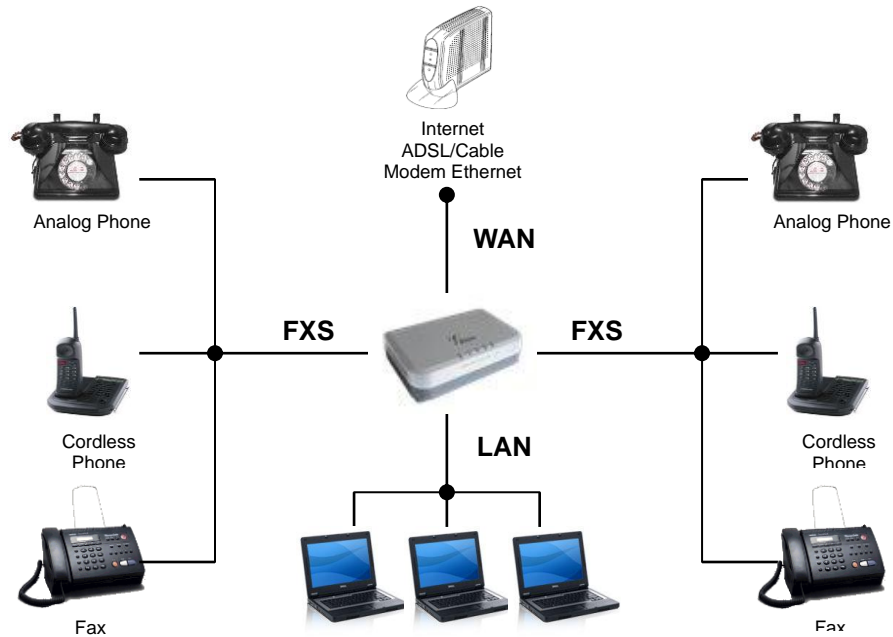 Internet
ADSL/Cable
Modem Ethernet
Analog Phone
Analog Phone
WAN
FXS
FXS
Cordless
Phone
Cordless
Phone
LAN
Fax
Fax